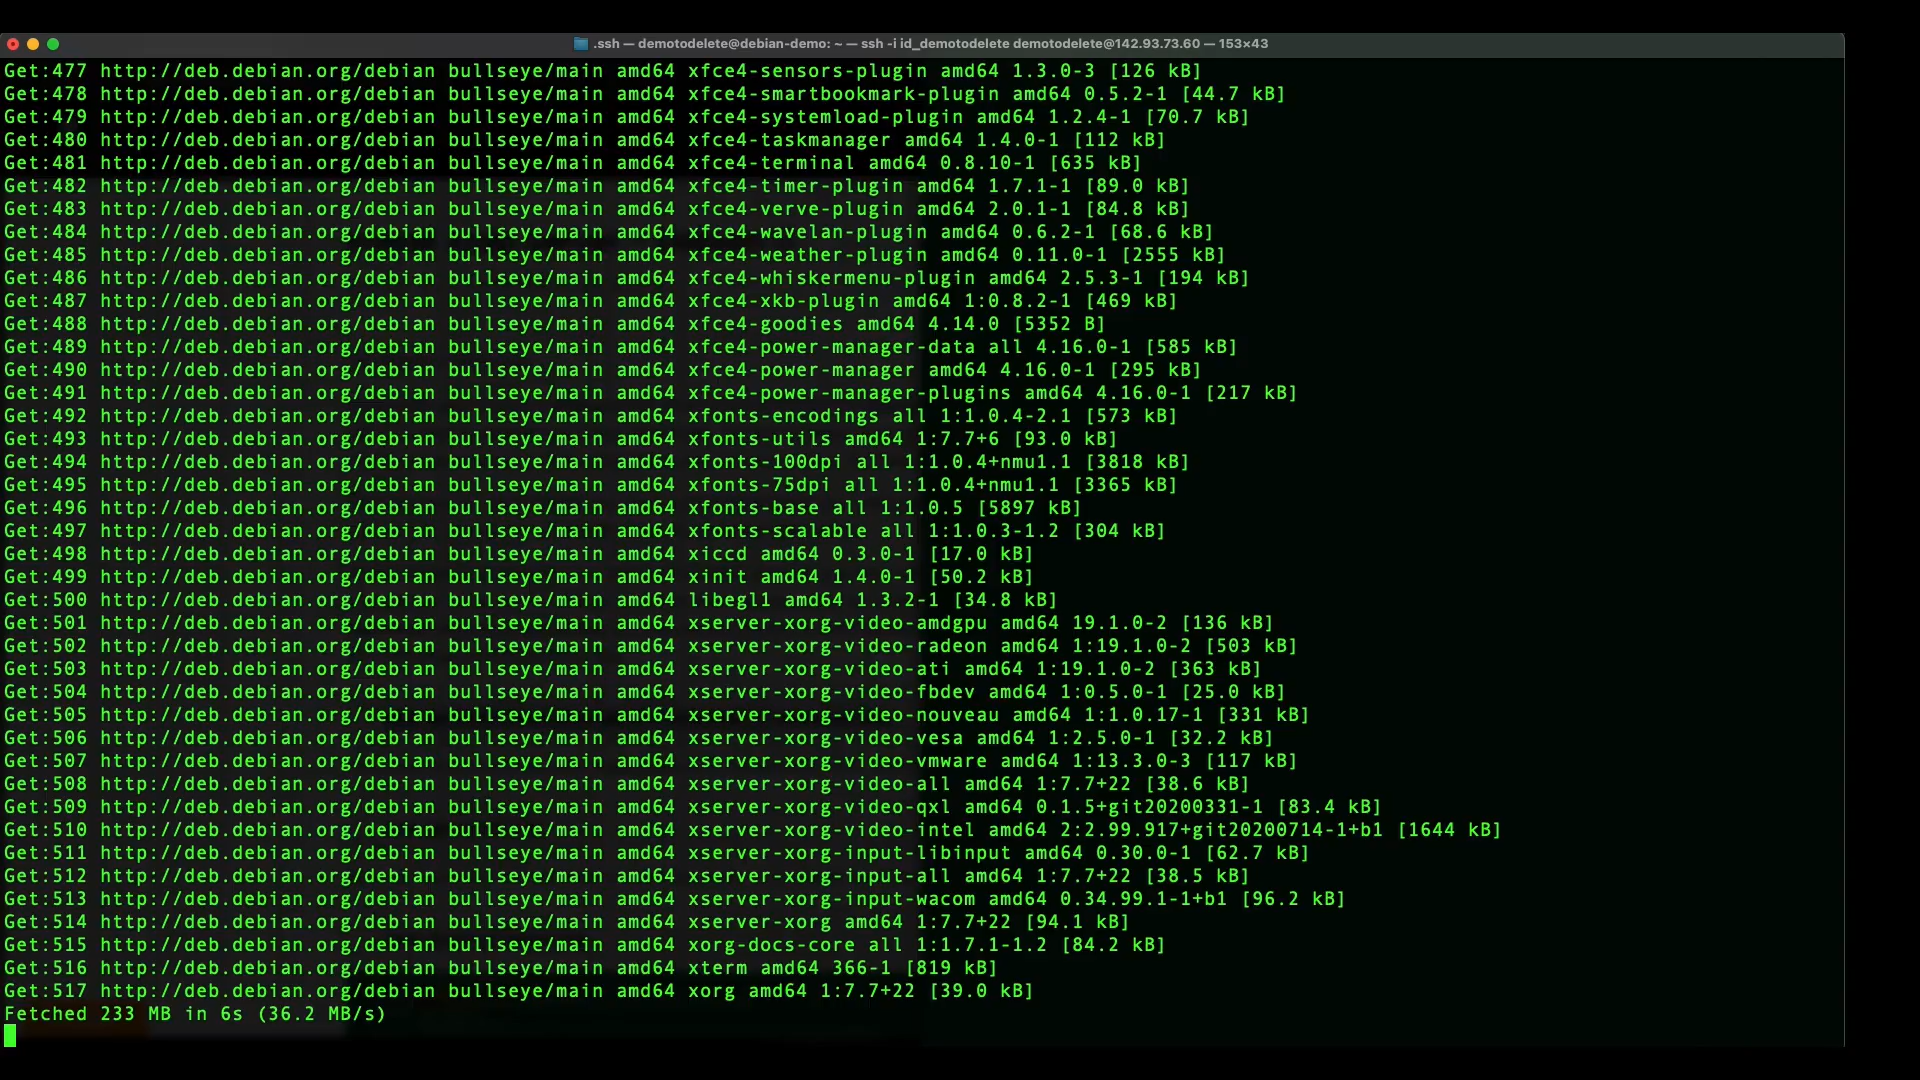 .ssh — demotodelete@debian-demo: ~ — ssh -i id_demotodelete demotodelete@142.93.73.60 — 153×43
Get:477 http://deb.debian.org/debian bullseye/main amd64 xfce4-sensors-plugin amd64 1.3.0-3 [126 kB]
Get:478 http://deb.debian.org/debian bullseye/main amd64 xfce4-smartbookmark-plugin amd64 0.5.2-1 [44.7 kB]
Get:479 http://deb.debian.org/debian bullseye/main amd64 xfce4-systemload-plugin amd64 1.2.4-1 [70.7 kB]
Get:480 http://deb.debian.org/debian bullseye/main amd64 xfce4-taskmanager amd64 1.4.0-1 [112 kB]
Get:481 http://deb.debian.org/debian bullseye/main amd64 xfce4-terminal amd64 0.8.10-1 [635 kB]
Get:482 http://deb.debian.org/debian bullseye/main amd64 xfce4-timer-plugin amd64 1.7.1-1 [89.0 kB]
Get:483 http://deb.debian.org/debian bullseye/main amd64 xfce4-verve-plugin amd64 2.0.1-1 [84.8 kB]
Get:484 http://deb.debian.org/debian bullseye/main amd64 xfce4-wavelan-plugin amd64 0.6.2-1 [68.6 kB]
Get:485 http://deb.debian.org/debian bullseye/main amd64 xfce4-weather-plugin amd64 0.11.0-1 [2555 kB]
Get:486 http://deb.debian.org/debian bullseye/main amd64 xfce4-whiskermenu-plugin amd64 2.5.3-1 [194 kB]
Get:487 http://deb.debian.org/debian bullseye/main amd64 xfce4-xkb-plugin amd64 1:0.8.2-1 [469 kB]
Get:488 http://deb.debian.org/debian bullseye/main amd64 xfce4-goodies amd64 4.14.0 [5352 B]
Get:489 http://deb.debian.org/debian bullseye/main amd64 xfce4-power-manager-data all 4.16.0-1 [585 kB]
Get:490 http://deb.debian.org/debian bullseye/main amd64 xfce4-power-manager amd64 4.16.0-1 [295 kB]
Get:491 http://deb.debian.org/debian bullseye/main amd64 xfce4-power-manager-plugins amd64 4.16.0-1 [217 kB]
Get:492 http://deb.debian.org/debian bullseye/main amd64 xfonts-encodings all 1:1.0.4-2.1 [573 kB]
Get:493 http://deb.debian.org/debian bullseye/main amd64 xfonts-utils amd64 1:7.7+6 [93.0 kB]
Get:494 http://deb.debian.org/debian bullseye/main amd64 xfonts-100dpi all 1:1.0.4+nmu1.1 [3818 kB]
Get:495 http://deb.debian.org/debian bullseye/main amd64 xfonts-75dpi all 1:1.0.4+nmu1.1 [3365 kB]
Get:496 http://deb.debian.org/debian bullseye/main amd64 xfonts-base all 1:1.0.5 [5897 kB]
Get:497 http://deb.debian.org/debian bullseye/main amd64 xfonts-scalable all 1:1.0.3-1.2 [304 kB]
Get:498 http://deb.debian.org/debian bullseye/main amd64 xiccd amd64 0.3.0-1 [17.0 kB]
Get:499 http://deb.debian.org/debian bullseye/main amd64 xinit amd64 1.4.0-1 [50.2 kB]
Get:500 http://deb.debian.org/debian bullseye/main amd64 libegl1 amd64 1.3.2-1 [34.8 kB]
Get:501 http://deb.debian.org/debian bullseye/main amd64 xserver-xorg-video-amdgpu amd64 19.1.0-2 [136 kB]
Get:502 http://deb.debian.org/debian bullseye/main amd64 xserver-xorg-video-radeon amd64 1:19.1.0-2 [503 kB]
Get:503 http://deb.debian.org/debian bullseye/main amd64 xserver-xorg-video-ati amd64 1:19.1.0-2 [363 kB]
Get:504 http://deb.debian.org/debian bullseye/main amd64 xserver-xorg-video-fbdev amd64 1:0.5.0-1 [25.0 kB]
Get:505 http://deb.debian.org/debian bullseye/main amd64 xserver-xorg-video-nouveau amd64 1:1.0.17-1 [331 kB]
Get:506 http://deb.debian.org/debian bullseye/main amd64 xserver-xorg-video-vesa amd64 1:2.5.0-1 [32.2 kB]
Get:507 http://deb.debian.org/debian bullseye/main amd64 xserver-xorg-video-vmware amd64 1:13.3.0-3 [117 kB]
Get:508 http://deb.debian.org/debian bullseye/main amd64 xserver-xorg-video-all amd64 1:7.7+22 [38.6 kB]
Get:509 http://deb.debian.org/debian bullseye/main amd64 xserver-xorg-video-qxl amd64 0.1.5+git20200331-1 [83.4 kB]
Get:510 http://deb.debian.org/debian bullseye/main amd64 xserver-xorg-video-intel amd64 2:2.99.917+git20200714-1+b1 [1644 kB]
Get:511 http://deb.debian.org/debian bullseye/main amd64 xserver-xorg-input-libinput amd64 0.30.0-1 [62.7 kB]
Get:512 http://deb.debian.org/debian bullseye/main amd64 xserver-xorg-input-all amd64 1:7.7+22 [38.5 kB]
Get:513 http://deb.debian.org/debian bullseye/main amd64 xserver-xorg-input-wacom amd64 0.34.99.1-1+b1 [96.2 kB]
Get:514 http://deb.debian.org/debian bullseye/main amd64 xserver-xorg amd64 1:7.7+22 [94.1 kB]
Get:515 http://deb.debian.org/debian bullseye/main amd64 xorg-docs-core all 1:1.7.1-1.2 [84.2 kB]
Get:516 http://deb.debian.org/debian bullseye/main amd64 xterm amd64 366-1 [819 kB]
Get:517 http://deb.debian.org/debian bullseye/main amd64 xorg amd64 1:7.7+22 [39.0 kB]
Fetched 233 MB in 6s (36.2 MB/s)